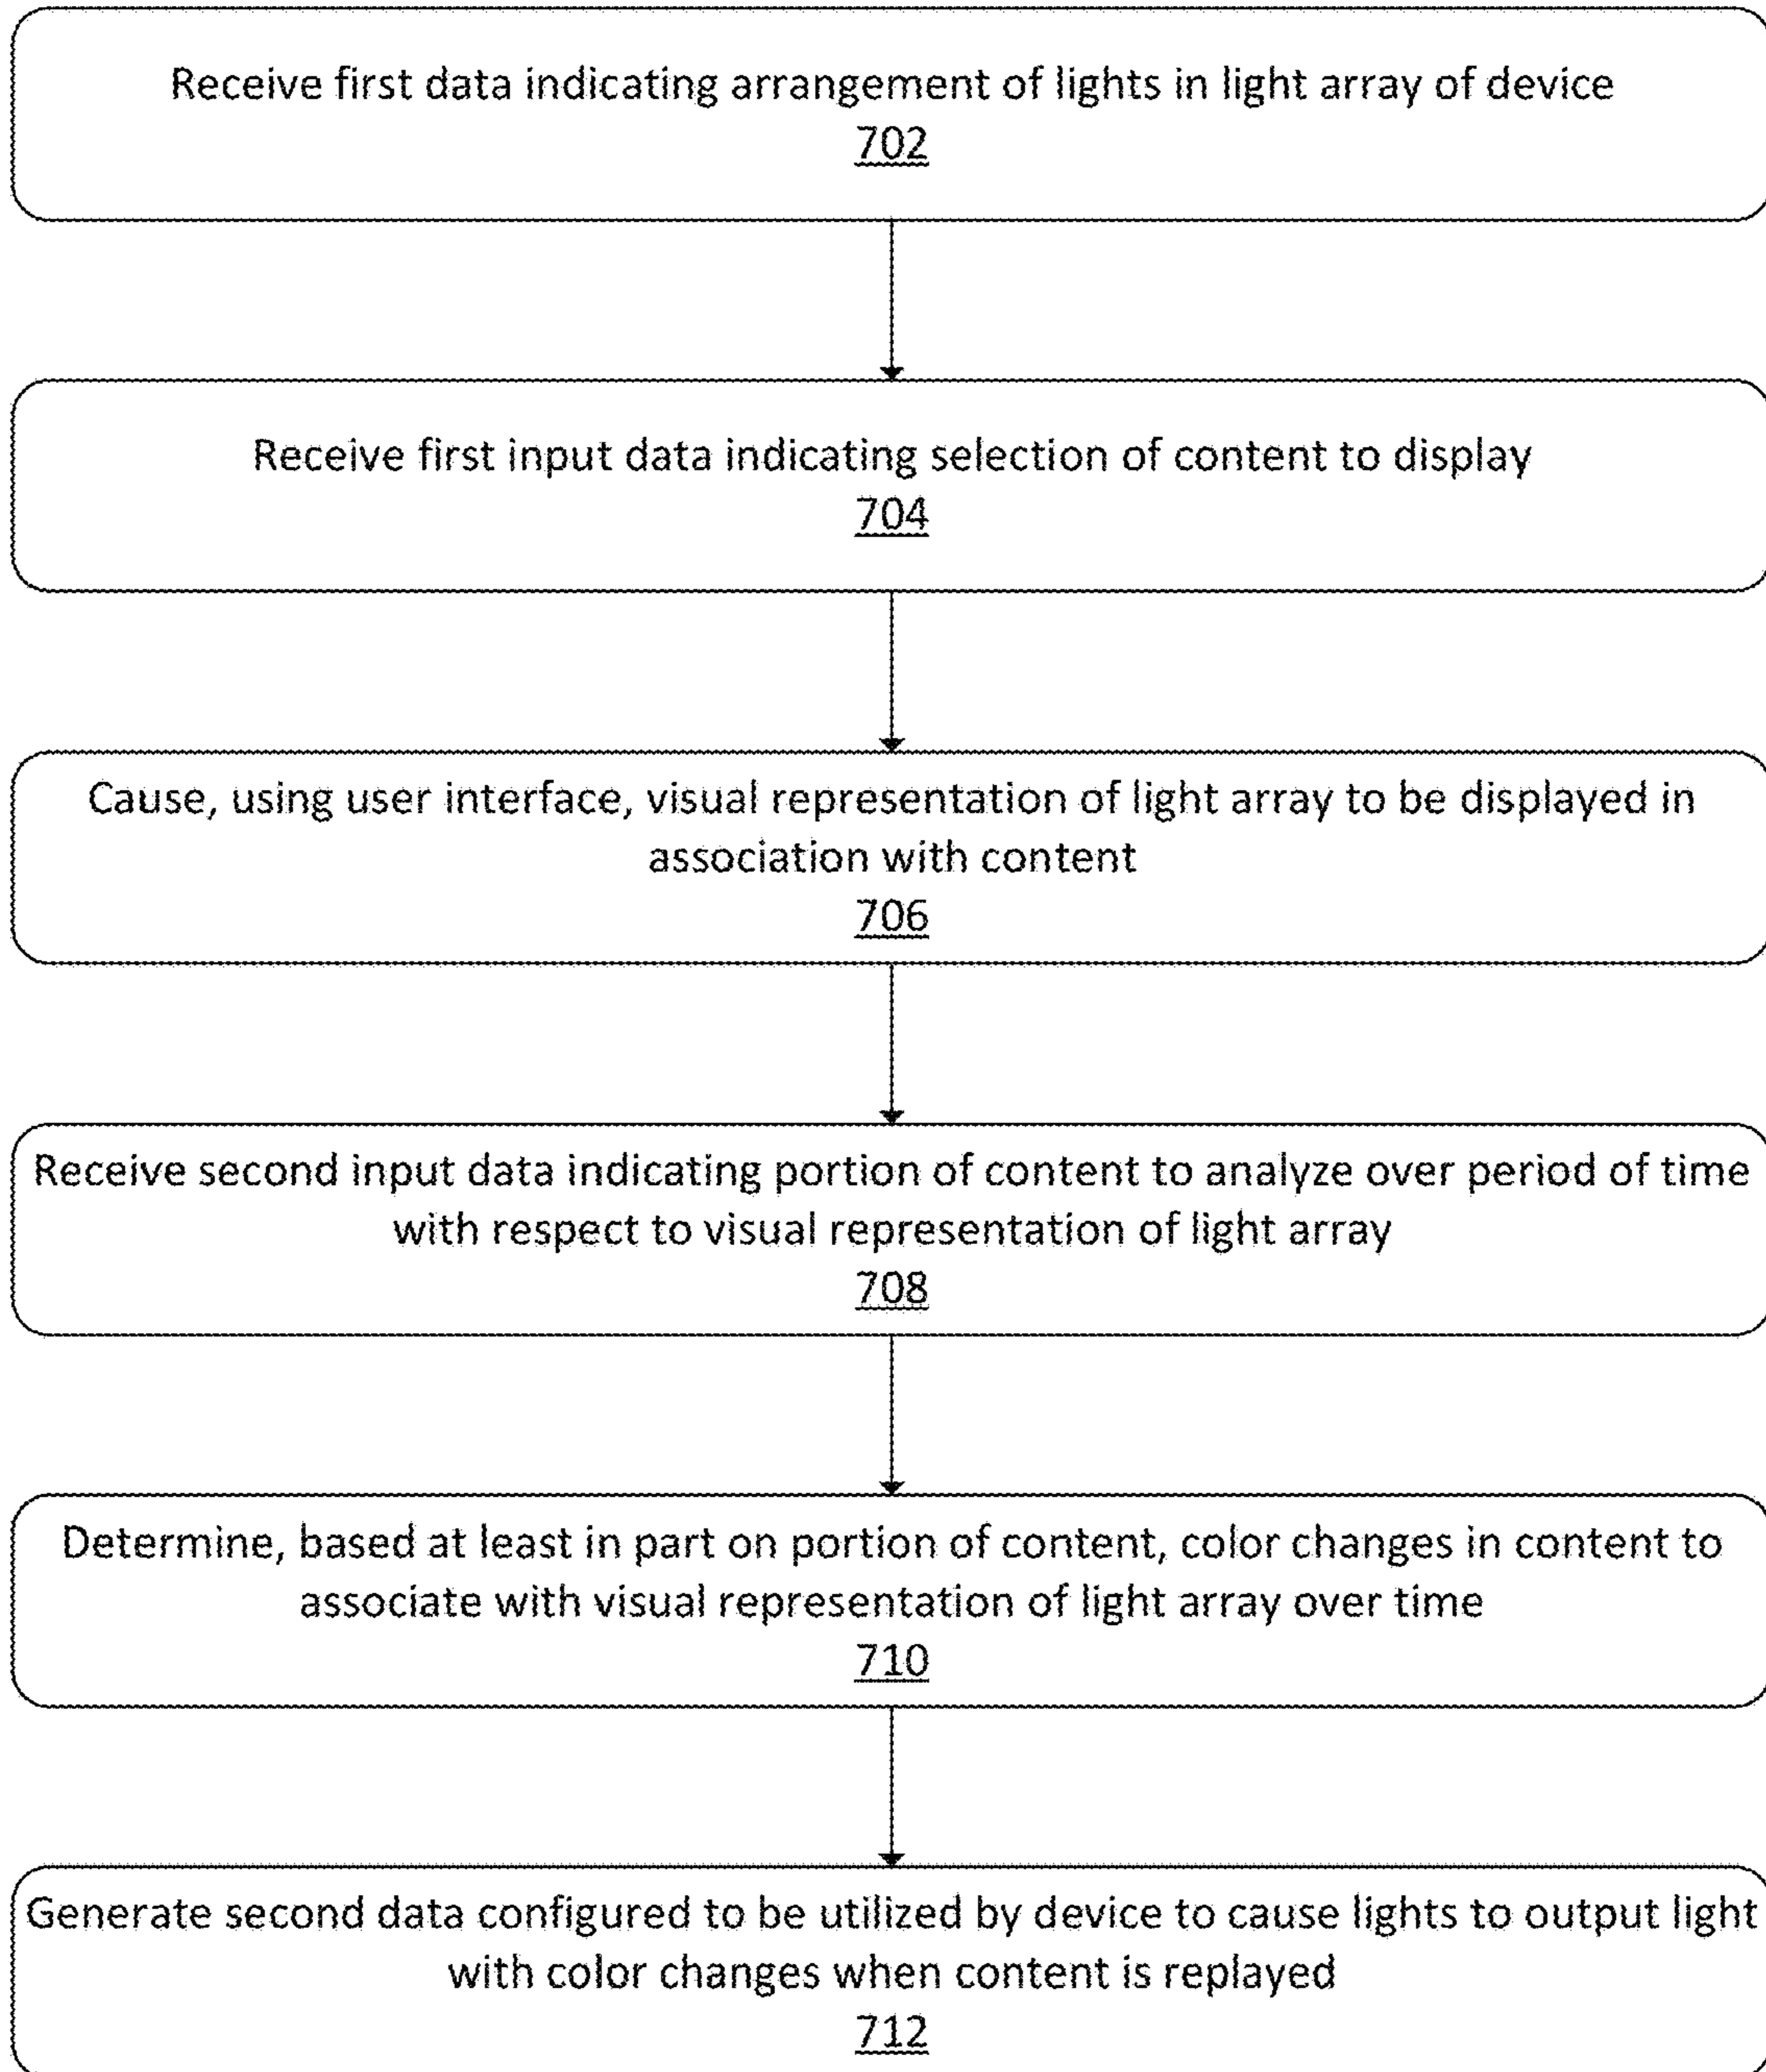 Receive first data indicating arrangement of lights in light array of device
702
Receive first input data indicating selection of content to display
704
Cause, using user interface, visual representation of light array to be displayed in
association with content
706
Receive second input data indicating portion of content to analyze over period of time
with respect to visual representation of light array
708
Determine, based at least in part on portion of content, color changes in content to
associate with visual representation of light array over time
710
Generate second data configured to be utilized by device to cause lights to output light
with color changes when content is replayed
712